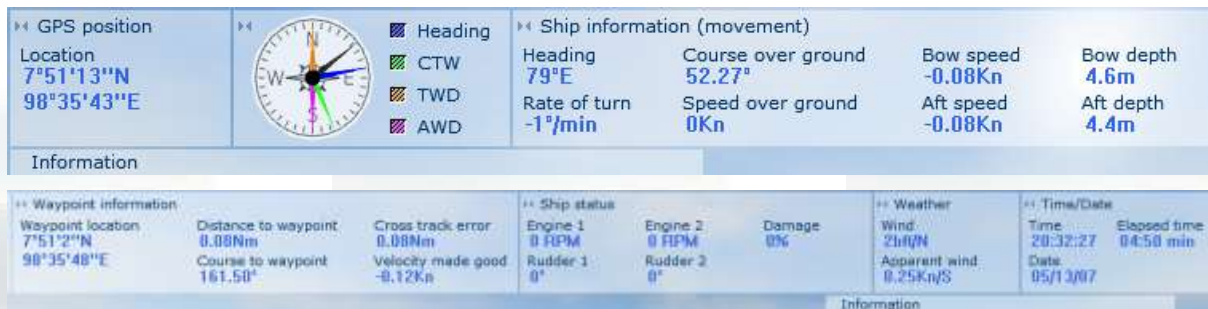 GPS position
Location
7°51'13''N
98°35'43''E
N
W E
S
Heading
CTW
TWD
AWD
Ship information (movement)
Heading Course over ground Bow speed Bow depth
79°E 52.27° -0.08Kn 4.6m
Rate of turn Speed over ground Aft speed Aft depth
-1°/min 0Kn -0.08Kn 4.4m
Information
Waypoint information
Waypoint location Distance to waypoint Cross track error
7°51'2''N 0.08Nm 0.08Nm
98°35'48''E Course to waypoint Velocity made good
161.50° -0.12Kn
Ship status
Engine 1 Engine 2 Damage
0 RPM 0 RPM 0%
Rudder 1 Rudder 2
0° 0°
Weather
Wind
2bft/N
Apparent wind
0.25Kn/S
Time/Date
Time Elapsed time
20:32:27 04:50 min
Date
05/13/07
Information